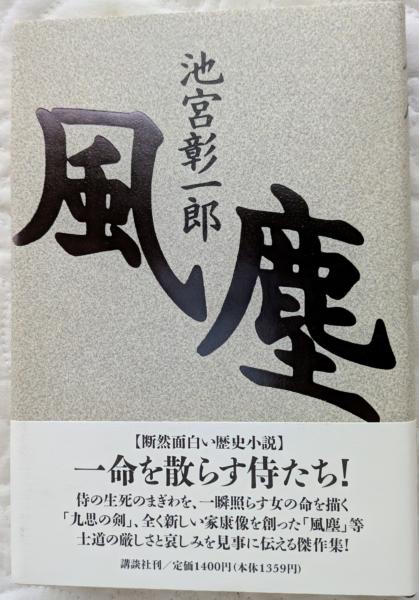 池宮彰一郎
風塵
【断然面白い歴史小説】
一命を散らす侍たち!
侍の生死のまぎわを、一瞬照らす女の命を描く
「九思の剣」、全く新しい家康像を創った「風塵」等
士道の厳しさと哀しみを見事に伝える傑作集!
講談社刊/定価1400円(本体1359円)